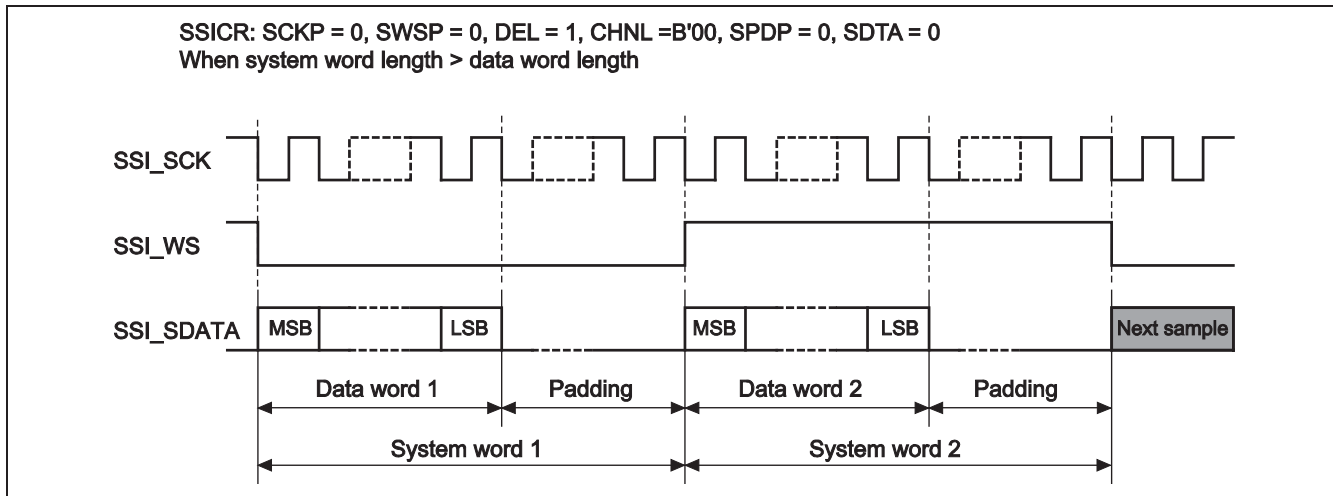 SSICR: SCKP = 0, SWSP = 0, DEL = 1, CHNL =B'00, SPDP = 0, SDTA = 0
When system word length > data word length
SSI_SCK
SSI_WS
SSI_SDATA MSB LSB MSB LSB Next sample
Data word 1 Padding Data word 2 Padding
System word 1 System word 2